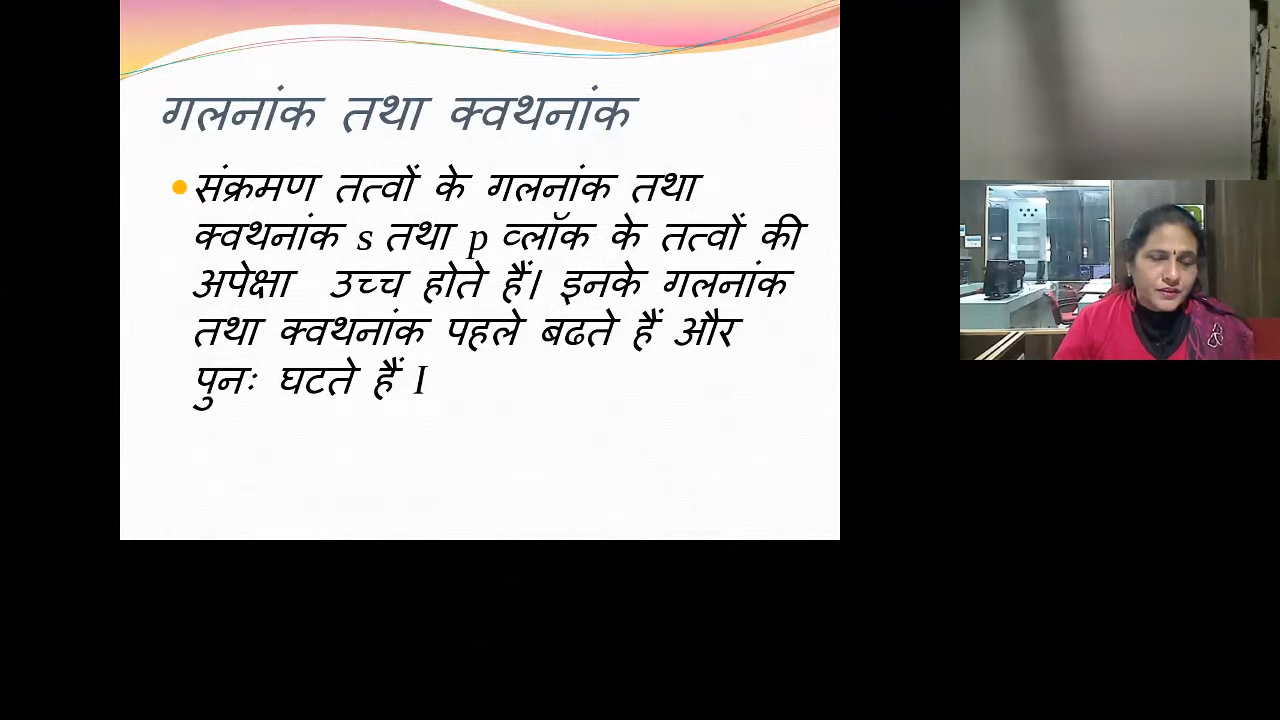 गलनांक तथा क्वथनांक
•संक्रमण तत्वों के गलनांक तथा
क्वथनांक s तथा p व्लॉक के तत्वों की
अपेक्षा उच्च होते हैं। इनके गलनांक
तथा क्वथनांक पहले बढते हैं और
पुनः घटते हैं I